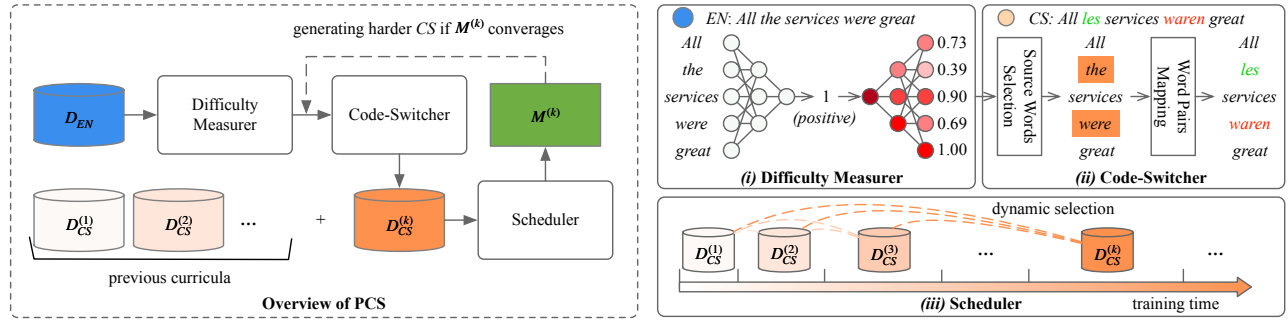 generating harder CS if M^(k) converages
D_EN
Difficulty
Measurer
Code-Switcher
M^(k)
D_CS^(1)
D_CS^(2)
...
+
D_CS^(k)
Scheduler
previous curricula
Overview of PCS
EN: All the services were great
All
the
services
were
great
1
(positive)
0.73
0.39
0.90
0.69
1.00
(i) Difficulty Measurer
CS: All les services waren great
Source Words
Selection
All
the
services
were
great
Word Pairs
Mapping
All
les
services
waren
great
(ii) Code-Switcher
dynamic selection
D_CS^(1)
D_CS^(2)
D_CS^(3)
...
D_CS^(k)
...
(iii) Scheduler
training time